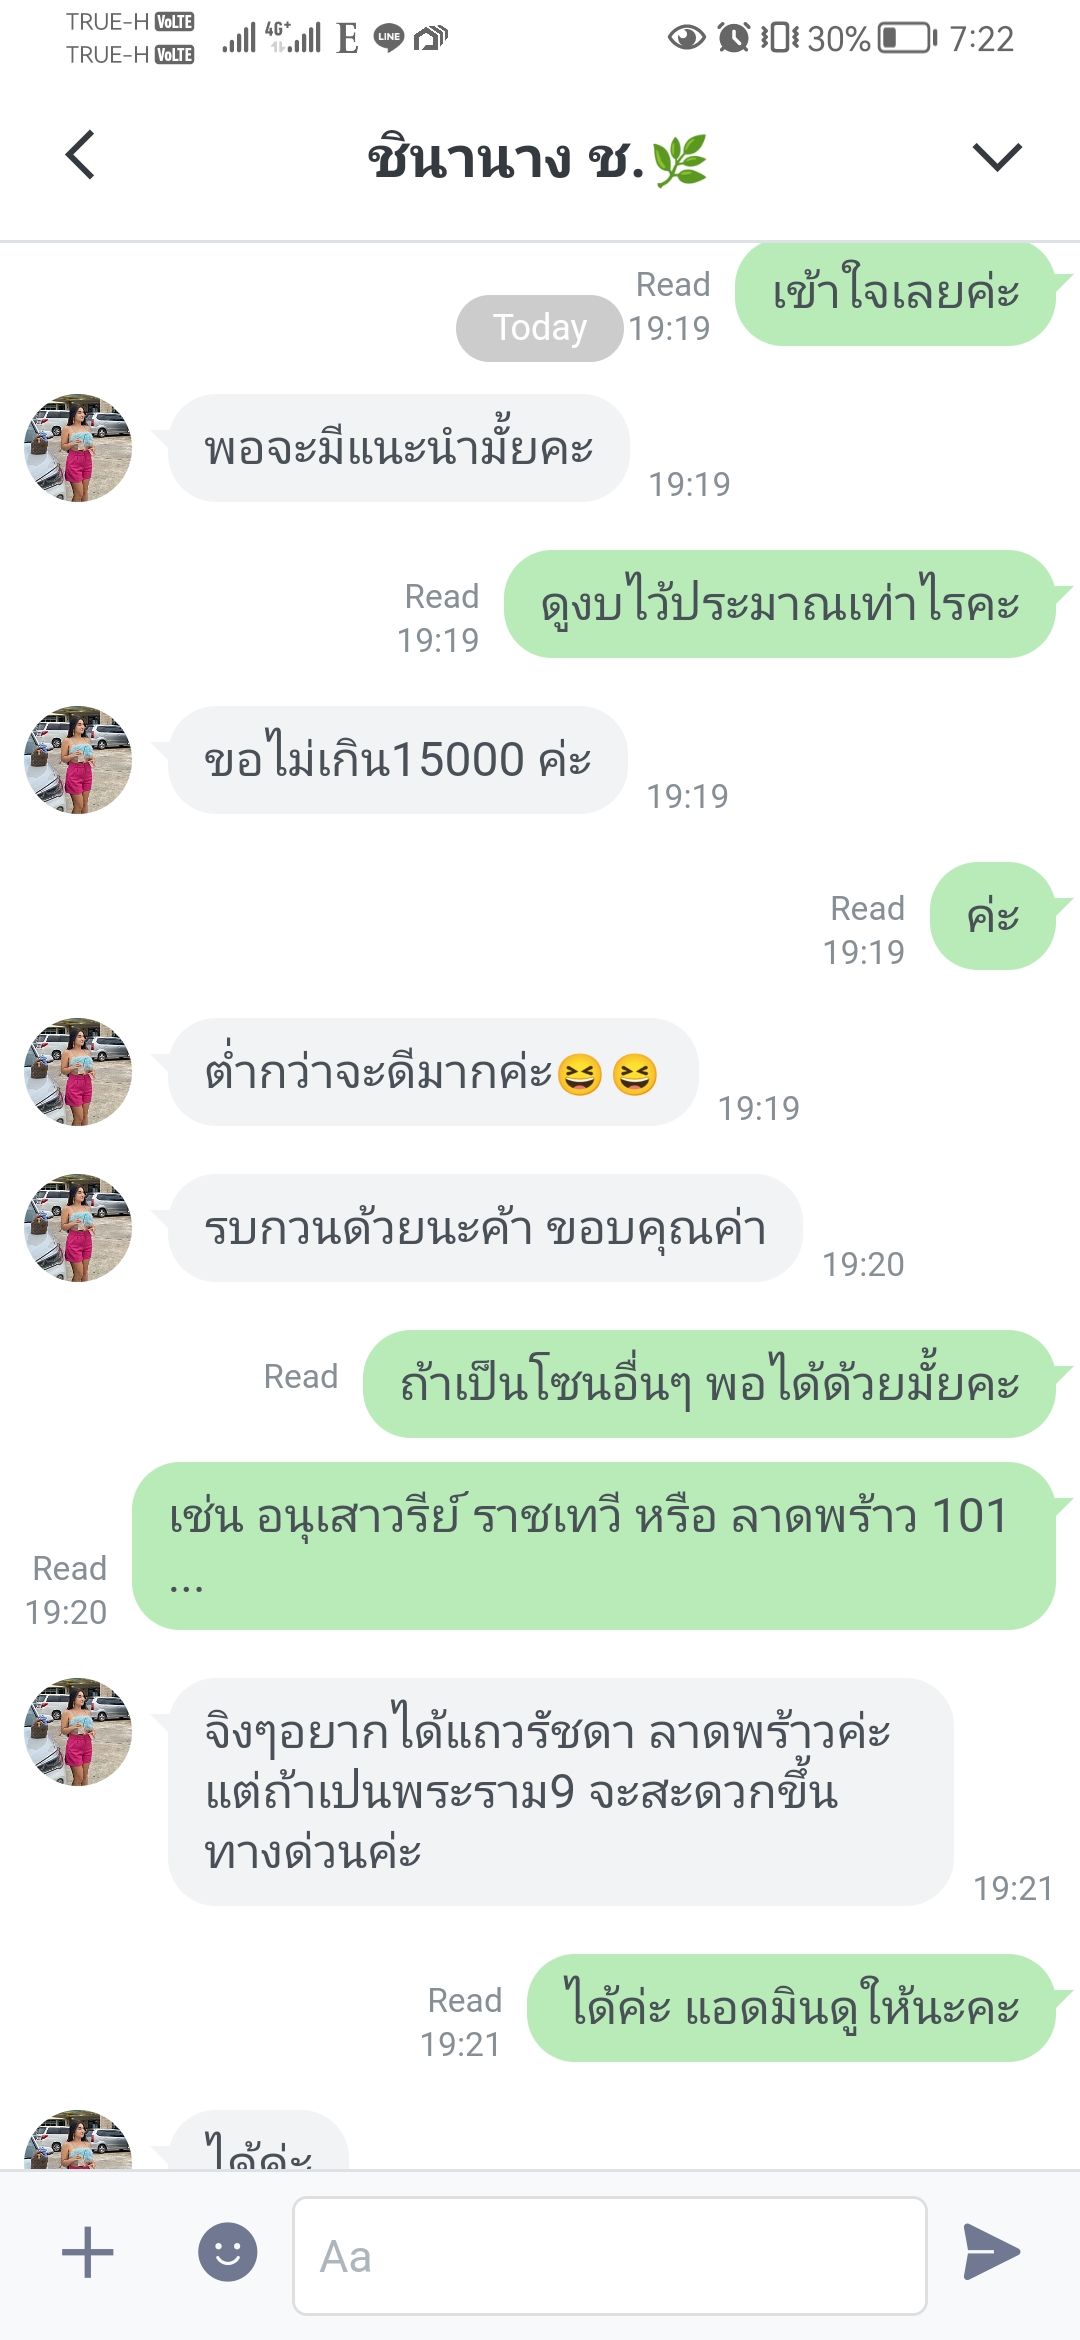 TRUE-H VoLTE
TRUE-H VoLTE
4G+
E
LINE
30%
7:22
ชินานาง ช.🌿
เข้าใจเลยค่ะ
Read
19:19
Today
พอจะมีแนะนำมั้ยคะ
19:19
ดูงบไว้ประมาณเท่าไรคะ
Read
19:19
ขอไม่เกิน15000 ค่ะ
19:19
ค่ะ
Read
19:19
ต่ำกว่าจะดีมากค่ะ😆😆
19:19
รบกวนด้วยนะค้า ขอบคุณค่า
19:20
ถ้าเป็นโซนอื่นๆ พอได้ด้วยมั้ยคะ
Read
เช่น อนุเสาวรีย์ ราชเทวี หรือ ลาดพร้าว 101
...
Read
19:20
จิงๆอยากได้แถวรัชดา ลาดพร้าวค่ะ
แต่ถ้าเปนพระราม9 จะสะดวกขึ้น
ทางด่วนค่ะ
19:21
ได้ค่ะ แอดมินดูให้นะคะ
Read
19:21
ได้ค่ะ
Aa